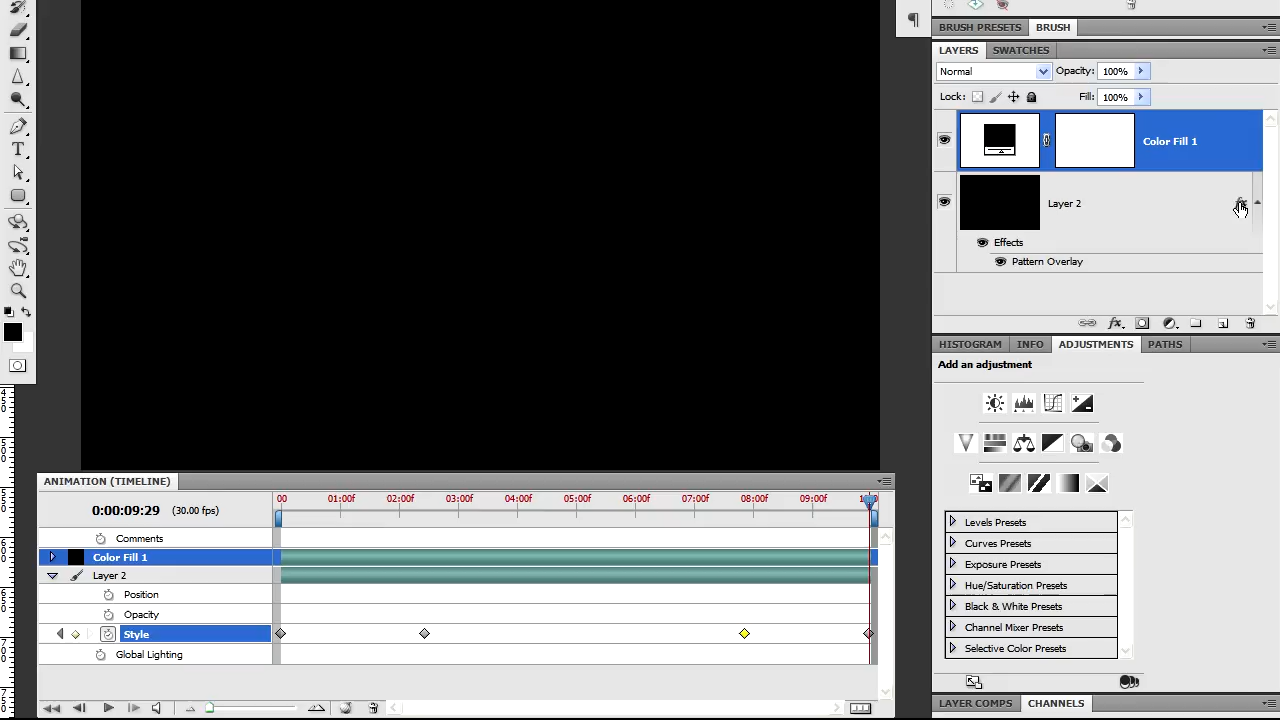 BRUSH PRESETS BRUSH
LAYERS SWATCHES
Normal Opacity: 100%
Lock: Fill: 100%
Color Fill 1
Layer 2
Effects
Pattern Overlay
HISTOGRAM INFO ADJUSTMENTS PATHS
Add an adjustment
Levels Presets
Curves Presets
Exposure Presets
Hue/Saturation Presets
Black & White Presets
Channel Mixer Presets
Selective Color Presets
LAYER COMPS CHANNELS
ANIMATION (TIMELINE)
0:00:09:29 (30.00 fps)
00 01:00f 02:00f 03:00f 04:00f 05:00f 06:00f 07:00f 08:00f 09:00f
Comments
Color Fill 1
Layer 2
Position
Opacity
Style
Global Lighting